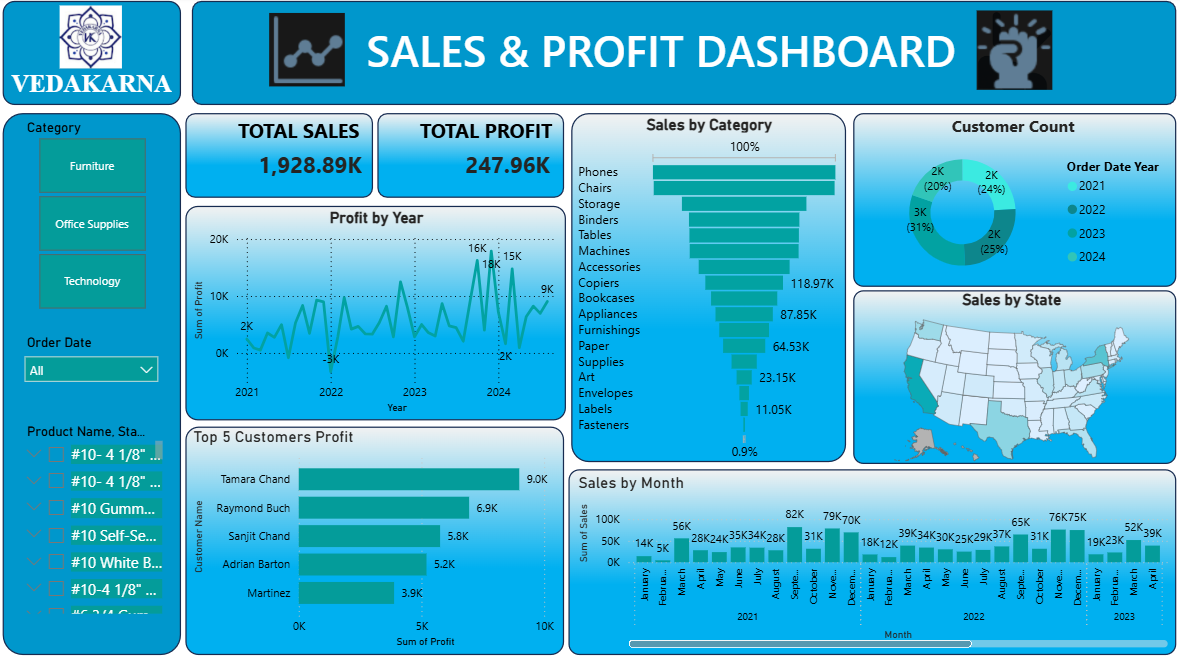 VEDAKARNA
SALES & PROFIT DASHBOARD
Category
Furniture
Office Supplies
Technology
Order Date
All
Product Name, Sta...
#10- 4 1/8" ...
#10- 4 1/8" ...
#10 Gumm...
#10 Self-Se...
#10 White B...
#10-4 1/8" ...
TOTAL SALES
1,928.89K
TOTAL PROFIT
247.96K
Profit by Year
Sum of Profit
20K
10K
0K
2K
-3K
16K
18K
15K
2K
9K
2021
2022
2023
2024
Year
Top 5 Customers Profit
Customer Name
Tamara Chand 9.0K
Raymond Buch 6.9K
Sanjit Chand 5.8K
Adrian Barton 5.2K
Martinez 3.9K
0K 5K 10K
Sum of Profit
Sales by Category
100%
Phones
Chairs
Storage
Binders
Tables
Machines
Accessories
Copiers 118.97K
Bookcases
Appliances 87.85K
Furnishings
Paper 64.53K
Supplies
Art 23.15K
Envelopes
Labels 11.05K
Fasteners
0.9%
Customer Count
2K
(20%)
2K
(24%)
3K
(31%)
2K
(25%)
Order Date Year
2021
2022
2023
2024
Sales by State
Sales by Month
Sum of Sales
100K
50K
0K
14K 5K 56K 28K 24K 35K 34K 28K 82K 31K 79K 70K 18K 12K 39K 34K 30K 25K 29K 37K 65K 31K 76K 75K 19K 23K 52K 39K
January Februa... March April May June July August Septe... October Nove... Decem... January Februa... March April May June July August Septe... October Nove... Decem... January Februa... March April
2021 2022 2023
Month